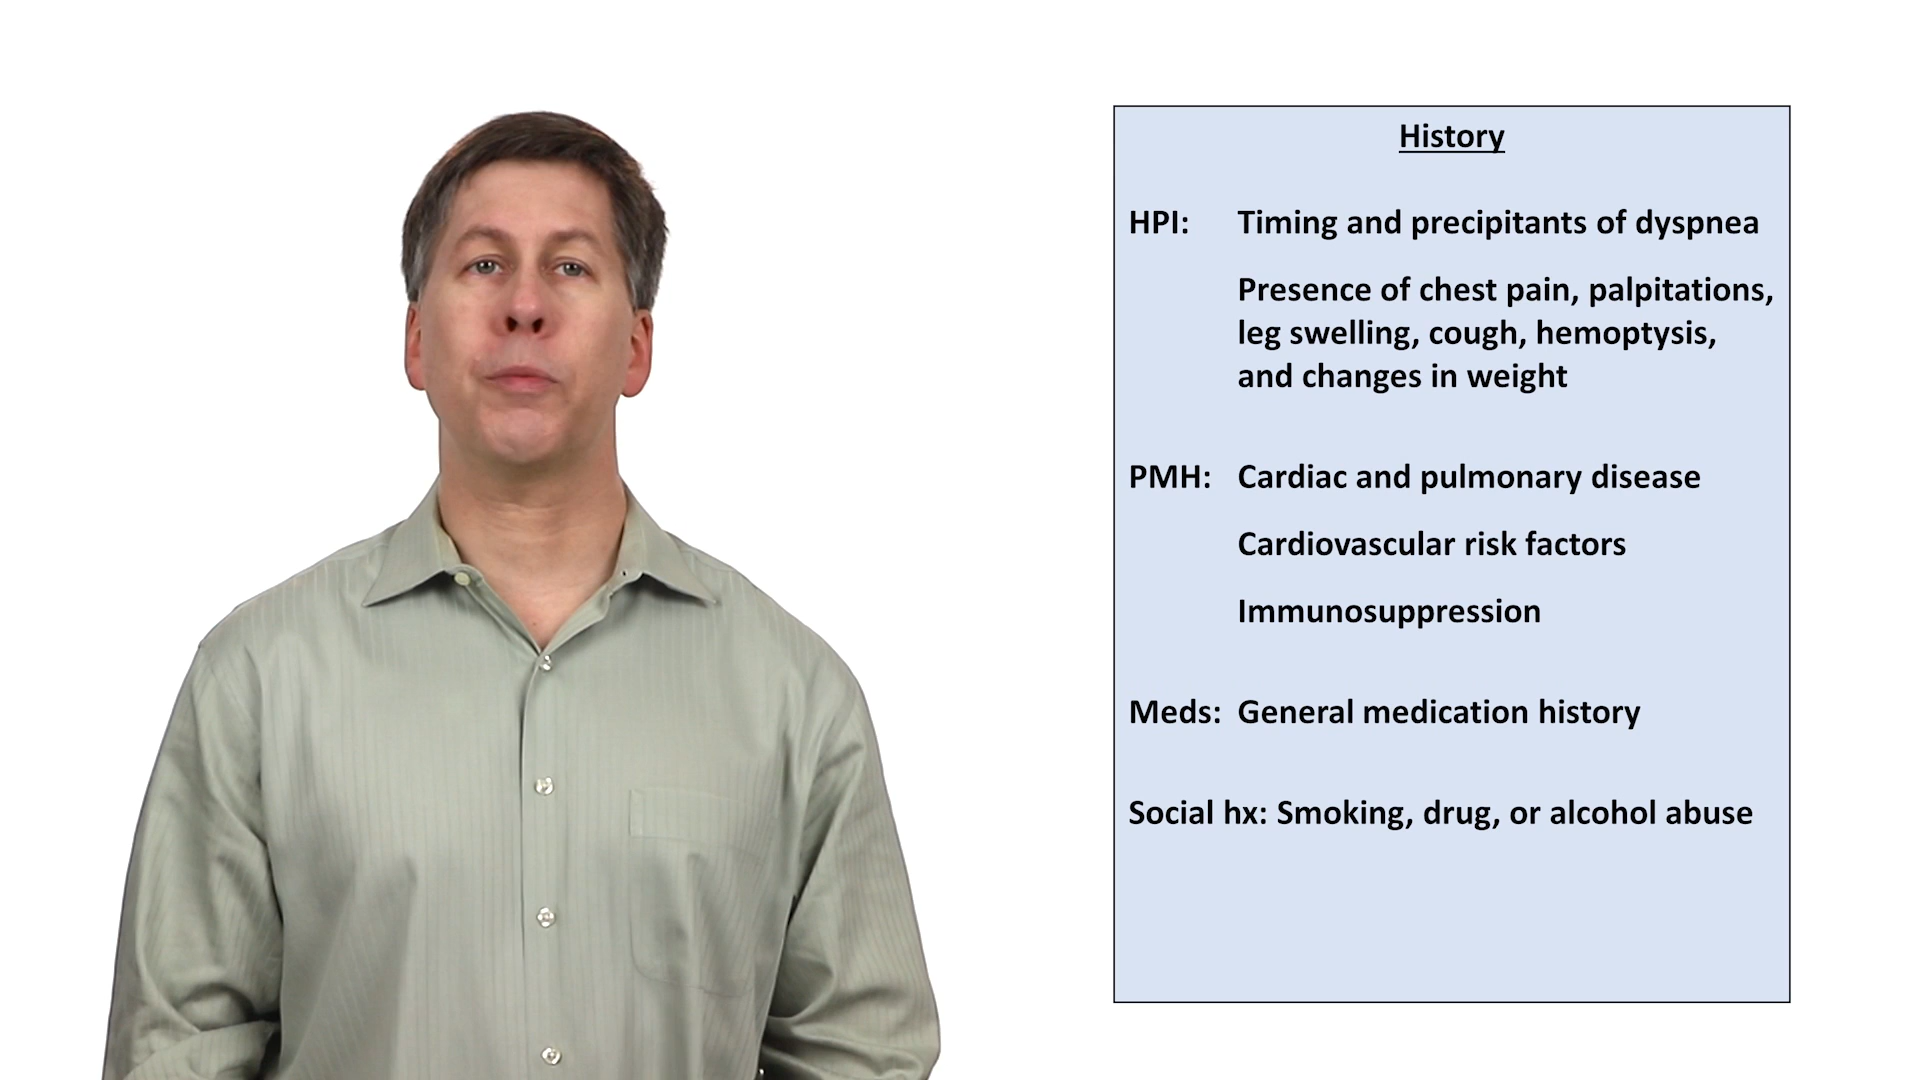 History
HPI: Timing and precipitants of dyspnea
Presence of chest pain, palpitations,
leg swelling, cough, hemoptysis,
and changes in weight
PMH: Cardiac and pulmonary disease
Cardiovascular risk factors
Immunosuppression
Meds: General medication history
Social hx: Smoking, drug, or alcohol abuse